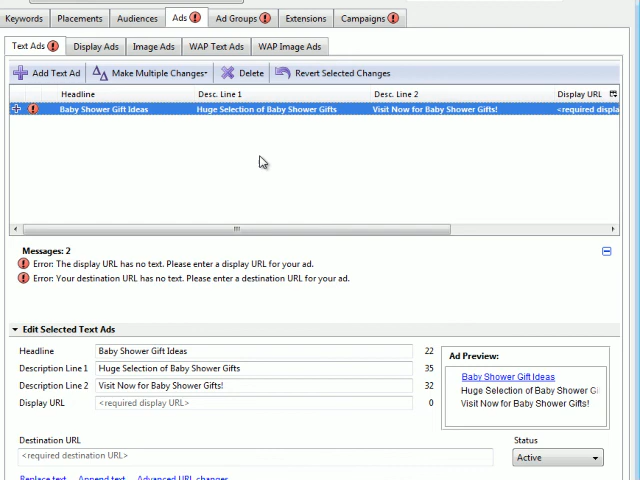 Keywords Placements Audiences Ads Ad Groups Extensions Campaigns
Text Ads Display Ads Image Ads WAP Text Ads WAP Image Ads
Add Text Ad Make Multiple Changes Delete Revert Selected Changes
Headline Desc. Line 1 Desc. Line 2 Display URL
Baby Shower Gift Ideas Huge Selection of Baby Shower Gifts Visit Now for Baby Shower Gifts! <required displa
Messages: 2
Error: The display URL has no text. Please enter a display URL for your ad.
Error: Your destination URL has no text. Please enter a destination URL for your ad.
Edit Selected Text Ads
Headline Baby Shower Gift Ideas 22
Description Line 1 Huge Selection of Baby Shower Gifts 35
Description Line 2 Visit Now for Baby Shower Gifts! 32
Display URL <required display URL> 0
Ad Preview:
Baby Shower Gift Ideas
Huge Selection of Baby Shower Gi
Visit Now for Baby Shower Gifts!
Destination URL Status
<required destination URL> Active
Replace text Append text Advanced URL changes